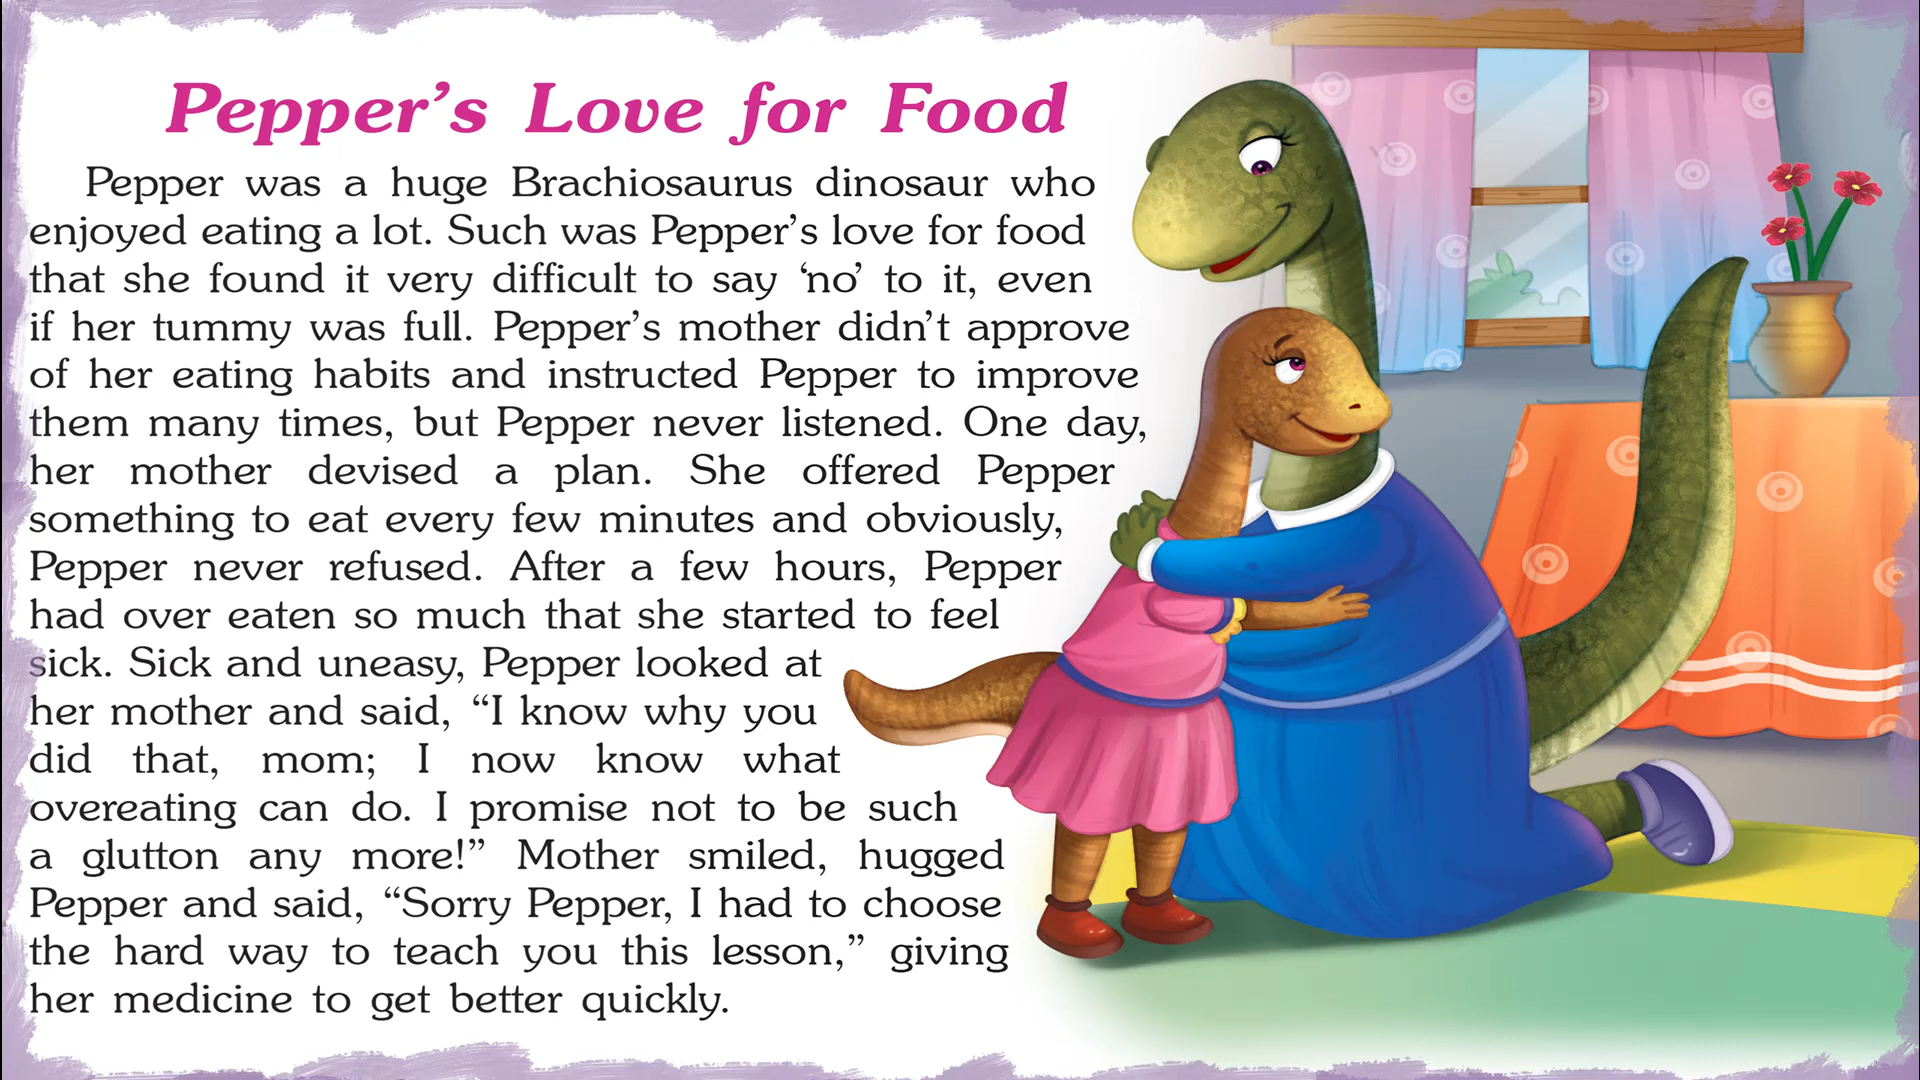 Pepper’s Love for Food
Pepper was a huge Brachiosaurus dinosaur who
enjoyed eating a lot. Such was Pepper’s love for food
that she found it very difficult to say ‘no’ to it, even
if her tummy was full. Pepper’s mother didn’t approve
of her eating habits and instructed Pepper to improve
them many times, but Pepper never listened. One day,
her mother devised a plan. She offered Pepper
something to eat every few minutes and obviously,
Pepper never refused. After a few hours, Pepper
had over eaten so much that she started to feel
sick. Sick and uneasy, Pepper looked at
her mother and said, “I know why you
did that, mom; I now know what
overeating can do. I promise not to be such
a glutton any more!” Mother smiled, hugged
Pepper and said, “Sorry Pepper, I had to choose
the hard way to teach you this lesson,” giving
her medicine to get better quickly.